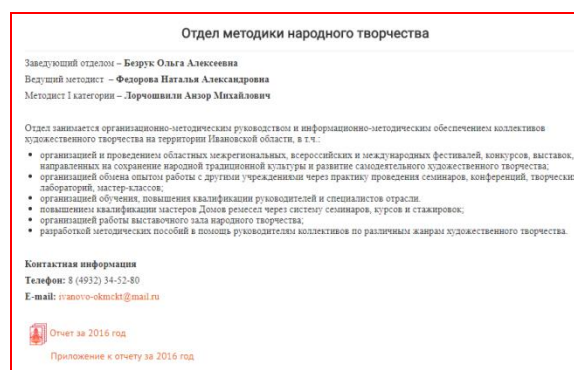 Отдел методики народного творчества
Заведующий отделом – Безрук Ольга Алексеевна
Ведущий методист – Федорова Наталья Александровна
Методист I категории – Лорчошвили Анзор Михайлович
Отдел занимается организационно-методическим руководством и информационно-методическим обеспечением коллективов
художественного творчества на территории Ивановской области, в т.ч.:
• организацией и проведением областных межрегиональных, всероссийских и международных фестивалей, конкурсов, выставок,
направленных на сохранение народной традиционной культуры и развитие самодеятельного художественного творчества;
• организацией обмена опытом работы с другими учреждениями через практику проведения семинаров, конференций, творчески
лабораторий, мастер-классов;
• организацией обучения, повышения квалификации руководителей и специалистов отрасли.
• повышением квалификации мастеров Домов ремесел через систему семинаров, курсов и стажировок;
• организацией работы выставочного зала народного творчества;
• разработкой методических пособий в помощь руководителям коллективов по различным жанрам художественного творчества.
Контактная информация
Телефон: 8 (4932) 34-52-80
E-mail: ivanovo-okmckt@mail.ru
Отчет за 2016 год
Приложение к отчету за 2016 год